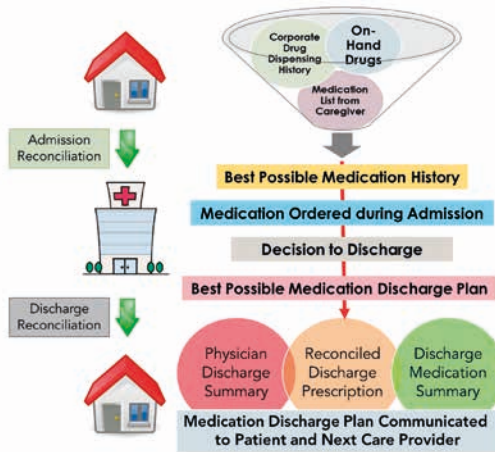 Corporate
Drug
Dispensing
History
On-
Hand
Drugs
Medication
List from
Caregiver
Admission
Reconciliation
Best Possible Medication History
Medication Ordered during Admission
Decision to Discharge
Best Possible Medication Discharge Plan
Discharge
Reconciliation
Physician
Discharge
Summary
Reconciled
Discharge
Prescription
Discharge
Medication
Summary
Medication Discharge Plan Communicated
to Patient and Next Care Provider